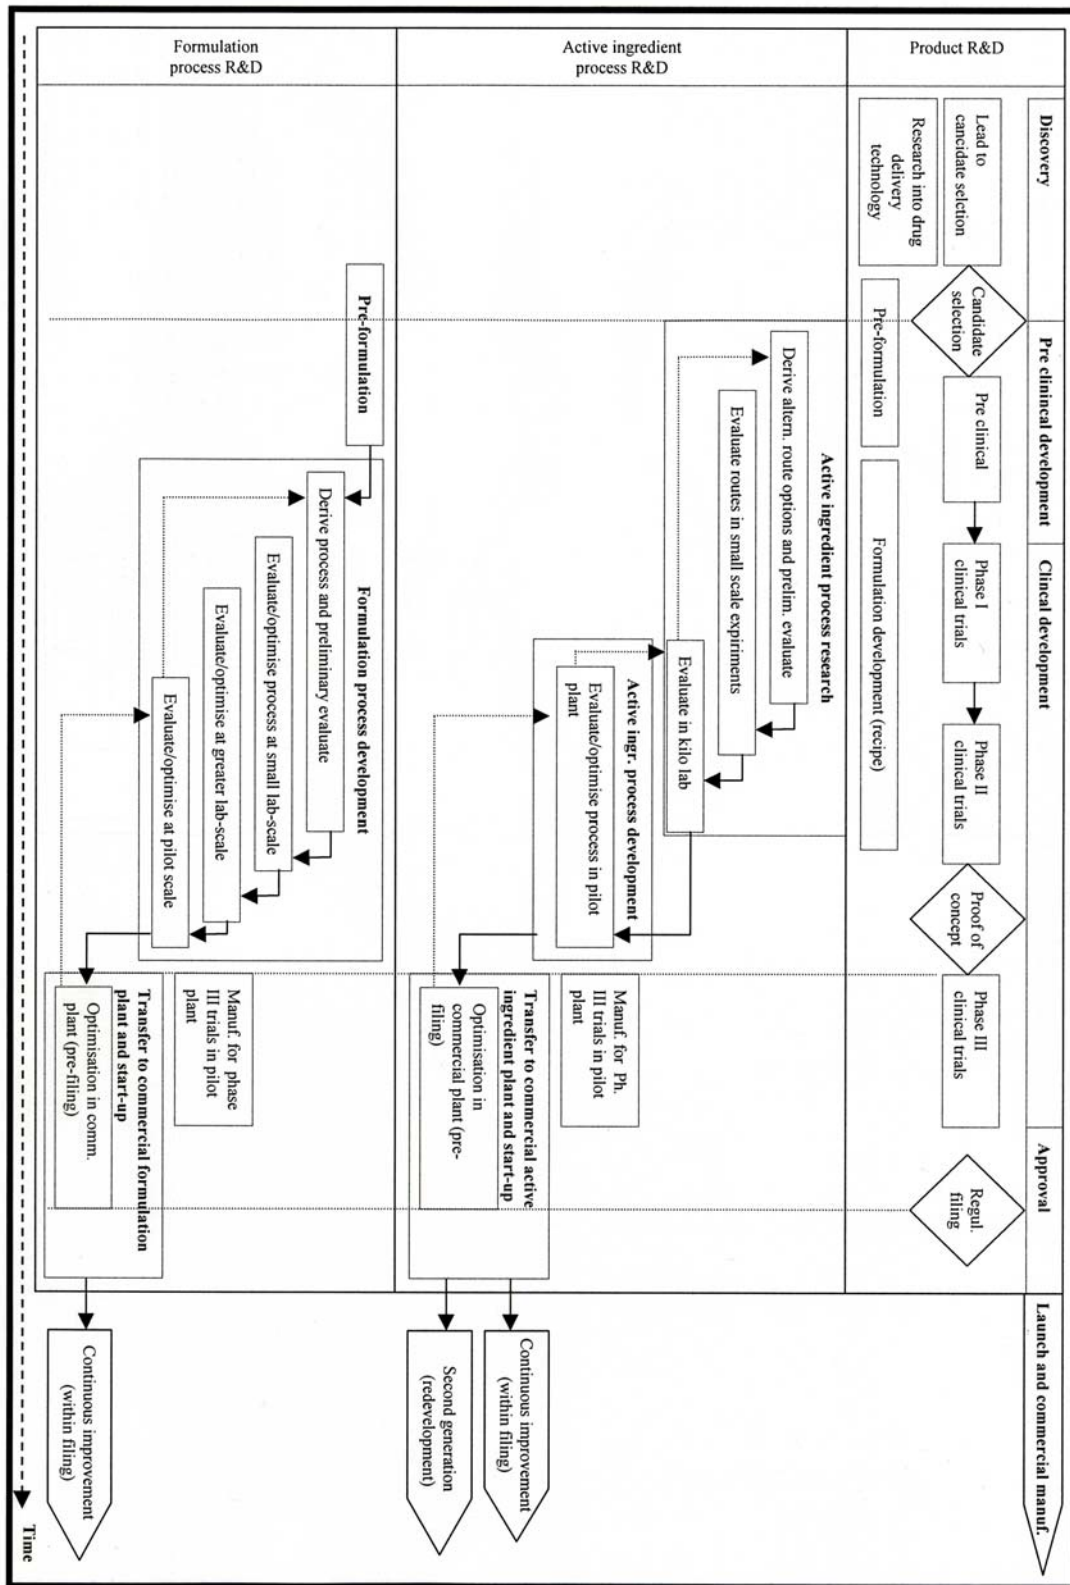 Discovery
Pre clinincal development
Clincal development
Approval
Launch and commercial manuf.
Product R&D
Lead to
cancidate selction
Research into drug
delivery
technology
Candidate
selection
Pre-formulation
Pre clinical
Phase I
clinical trials
Formulation development (recipe)
Phase II
clinical trials
Proof of
concept
Phase III
clinical trials
Regul.
filing
Active ingredient
process R&D
Active ingredient process research
Derive altern. route options and prelim. evaluate
Evaluate routes in small scale expiriments
Evaluate in kilo lab
Active ingr. process development
Evaluate/optimise process in pilot
plant
Manuf. for Ph.
III trials in pilot
plant
Transfer to commercial active
ingredient plant and start-up
Optimisation in
commercial plant (pre-
filing)
Continuous improvement
(within filing)
Second generation
(redevelopment)
Formulation
process R&D
Pre-formulation
Formulation process development
Derive process and preliminary evaluate
Evaluate/optimise process at small lab-scale
Evaluate/optimise at greater lab-scale
Evaluate/optimise at pilot scale
Manuf. for phase
III trials in pilot
plant
Transfer to commercial formulation
plant and start-up
Optimisation in comm.
plant (pre-filing)
Continuous improvement
(within filing)
Time